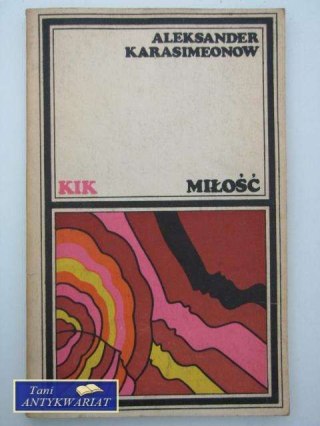 ALEKSANDER
KARASIMEONOW
KIK MIŁOŚĆ
Tani
ANTYKWARIAT